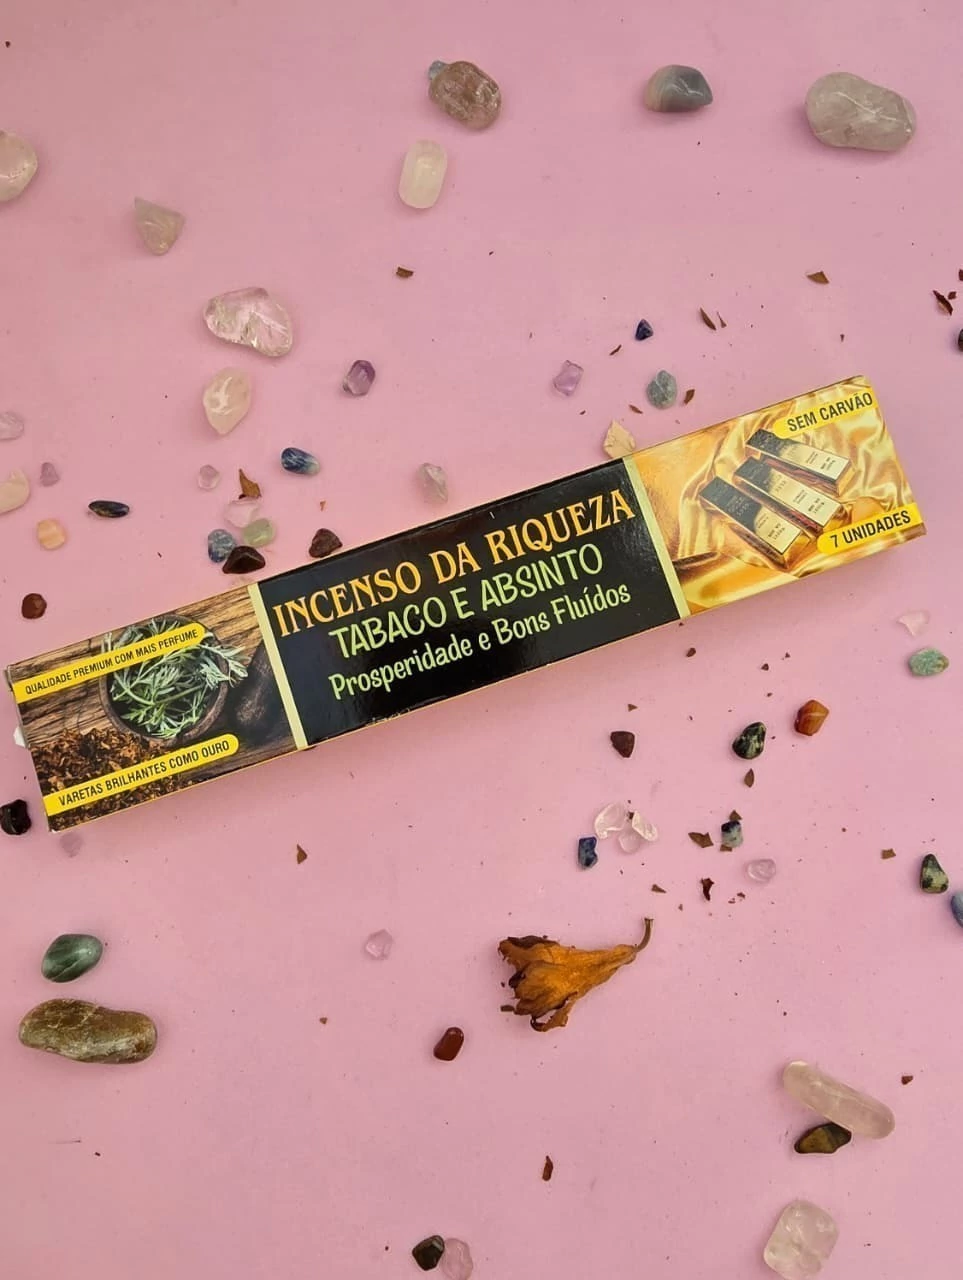 QUALIDADE PREMIUM COM MAIS PERFUME
VARETAS BRILHANTES COMO OURO
INCENSO DA RIQUEZA
TABACO E ABSINTO
Prosperidade e Bons Fluídos
SEM CARVÃO
7 UNIDADES